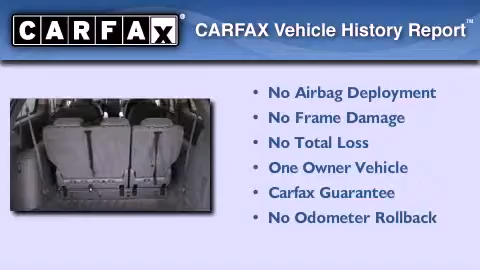 CARFAX® CARFAX Vehicle History Report™
• No Airbag Deployment
• No Frame Damage
• No Total Loss
• One Owner Vehicle
• Carfax Guarantee
• No Odometer Rollback